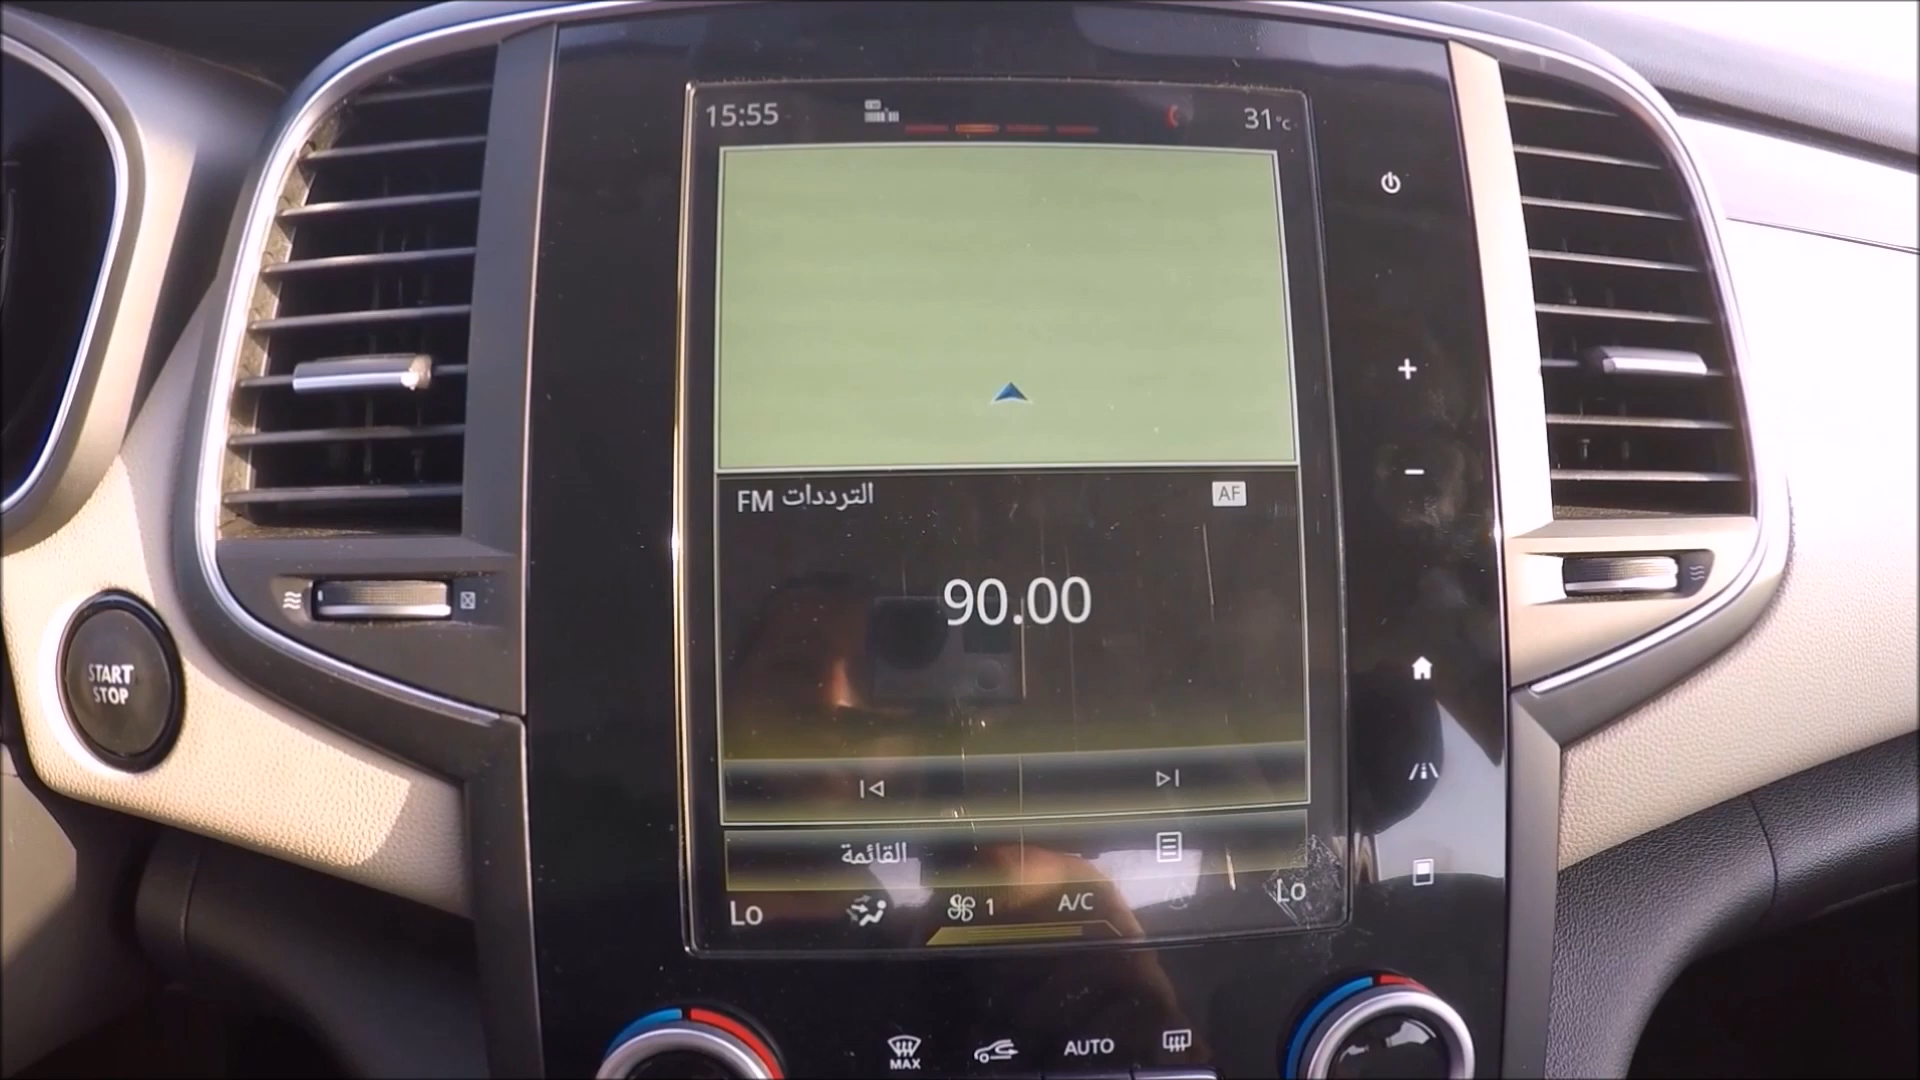 15:55
31°C
FM الترددات
AF
90.00
START
STOP
القائمة
Lo
1
A/C
Lo
MAX
AUTO